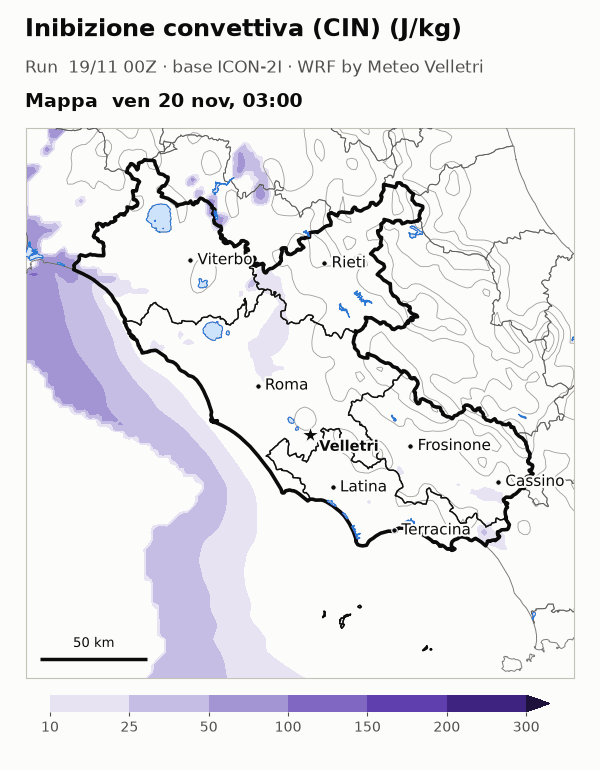 Inibizione convettiva (CIN) (J/kg)
Run 19/11 00Z · base ICON-2I · WRF by Meteo Velletri
Mappa ven 20 nov, 03:00
Viterbo
Rieti
Roma
Velletri
Frosinone
Cassino
Latina
Terracina
50 km
10 25 50 100 150 200 300